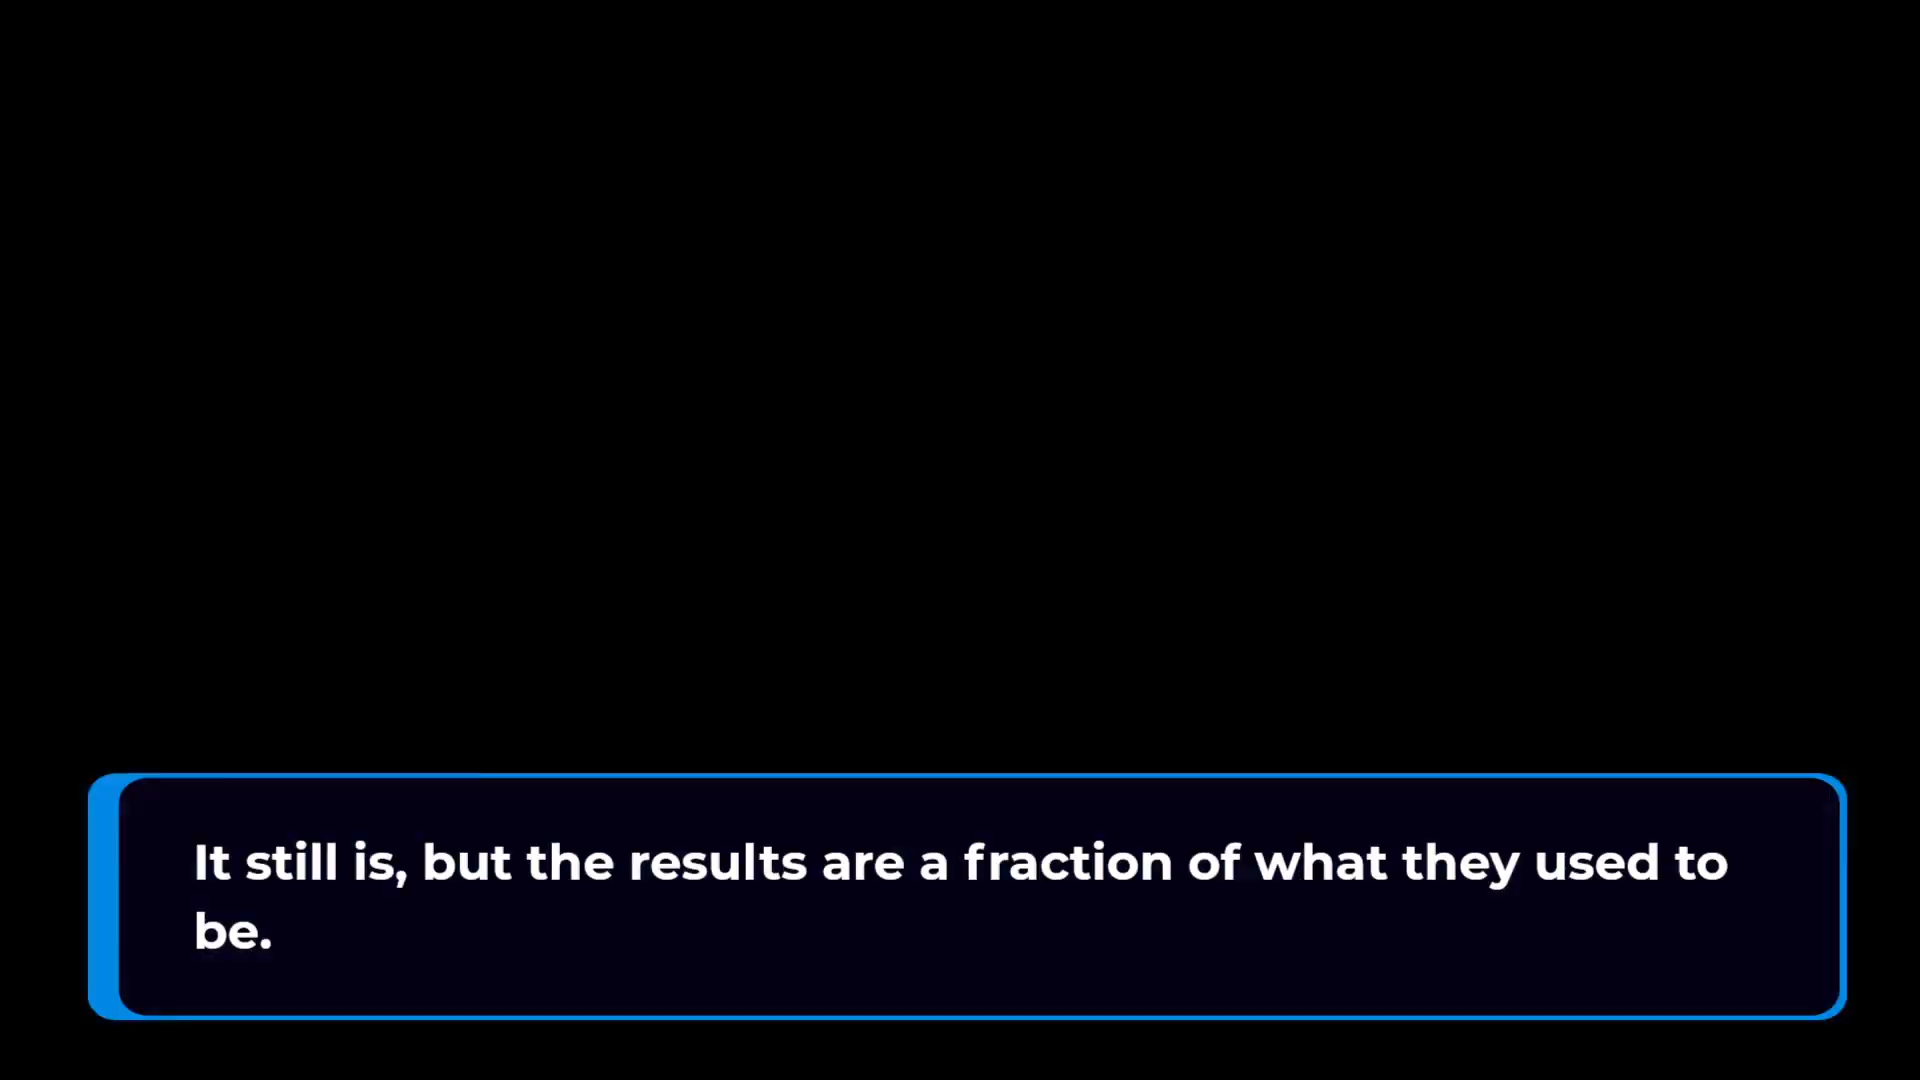 It still is, but the results are a fraction of what they used to
be.